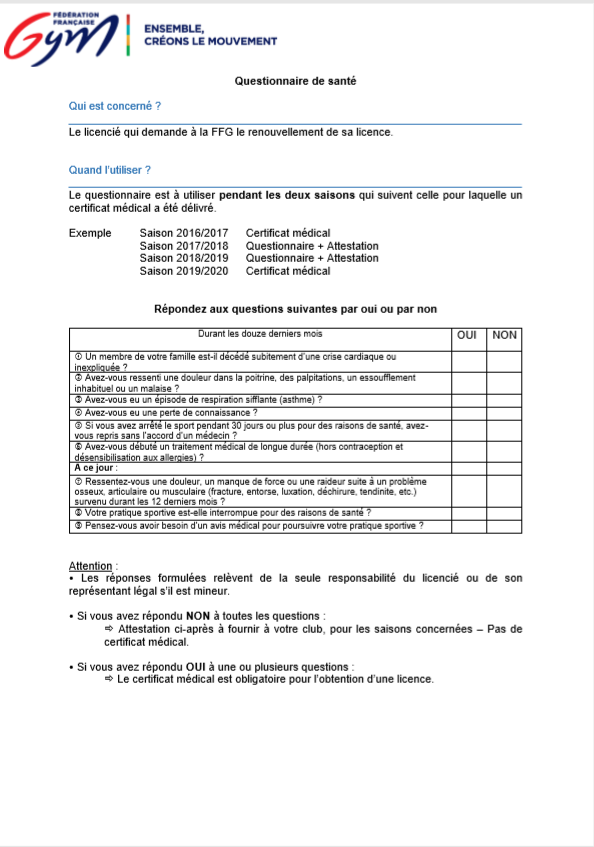 FÉDÉRATION
FRANÇAISE
Gym
ENSEMBLE,
CRÉONS LE MOUVEMENT
Questionnaire de santé
Qui est concerné ?
Le licencié qui demande à la FFG le renouvellement de sa licence.
Quand l'utiliser ?
Le questionnaire est à utiliser pendant les deux saisons qui suivent celle pour laquelle un
certificat médical a été délivré.
Exemple Saison 2016/2017 Certificat médical
Saison 2017/2018 Questionnaire + Attestation
Saison 2018/2019 Questionnaire + Attestation
Saison 2019/2020 Certificat médical
Répondez aux questions suivantes par oui ou par non
Durant les douze derniers mois OUI NON
① Un membre de votre famille est-il décédé subitement d'une crise cardiaque ou
inexpliquée ?
② Avez-vous ressenti une douleur dans la poitrine, des palpitations, un essoufflement
inhabituel ou un malaise ?
③ Avez-vous eu un épisode de respiration sifflante (asthme) ?
④ Avez-vous eu une perte de connaissance ?
⑤ Si vous avez arrêté le sport pendant 30 jours ou plus pour des raisons de santé, avez-
vous repris sans l'accord d'un médecin ?
⑥ Avez-vous débuté un traitement médical de longue durée (hors contraception et
désensibilisation aux allergies) ?
A ce jour :
⑦ Ressentez-vous une douleur, un manque de force ou une raideur suite à un problème
osseux, articulaire ou musculaire (fracture, entorse, luxation, déchirure, tendinite, etc.)
survenu durant les 12 derniers mois ?
⑧ Votre pratique sportive est-elle interrompue pour des raisons de santé ?
⑨ Pensez-vous avoir besoin d'un avis médical pour poursuivre votre pratique sportive ?
Attention :
• Les réponses formulées relèvent de la seule responsabilité du licencié ou de son
représentant légal s'il est mineur.
• Si vous avez répondu NON à toutes les questions :
⇨ Attestation ci-après à fournir à votre club, pour les saisons concernées – Pas de
certificat médical.
• Si vous avez répondu OUI à une ou plusieurs questions :
⇨ Le certificat médical est obligatoire pour l'obtention d'une licence.